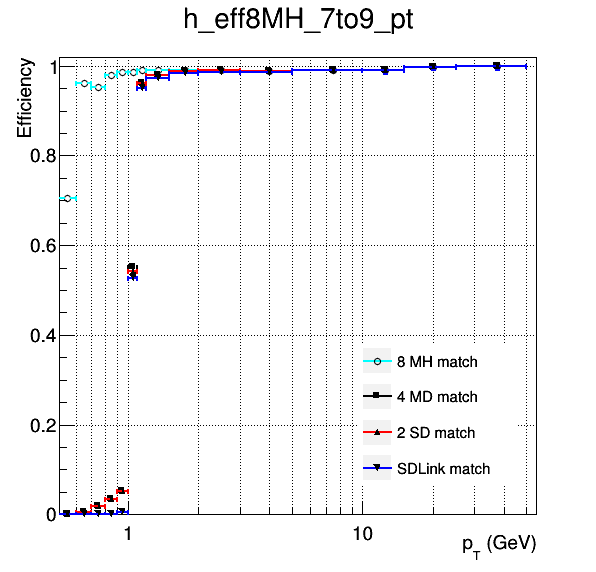 h_eff8MH_7to9_pt
Efficiency
1
0.8
0.6
0.4
0.2
0
8 MH match
4 MD match
2 SD match
SDLink match
1
10
p_T (GeV)